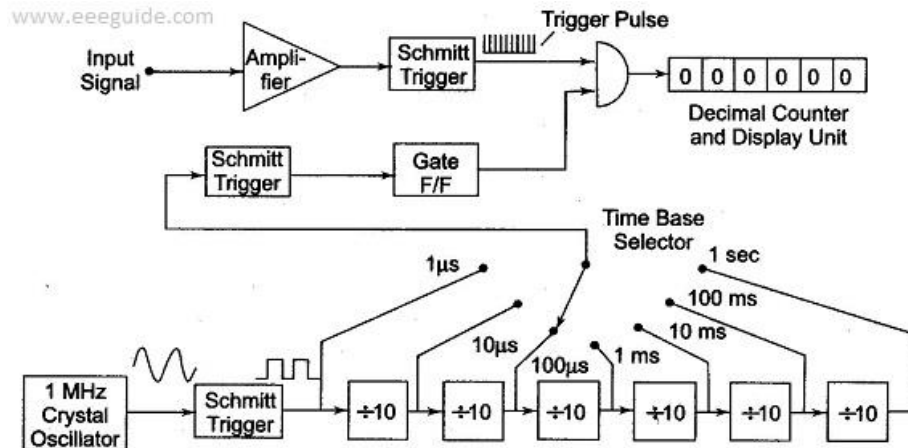 www.eeeguide.com
Trigger Pulse
Input
Signal
Ampli-
fier
Schmitt
Trigger
0 0 0 0 0 0
Decimal Counter
and Display Unit
Schmitt
Trigger
Gate
F/F
Time Base
Selector
1μs
1 sec
100 ms
10μs
10 ms
100μs
1 ms
1 MHz
Crystal
Oscillator
Schmitt
Trigger
÷10
÷10
÷10
÷10
÷10
÷10